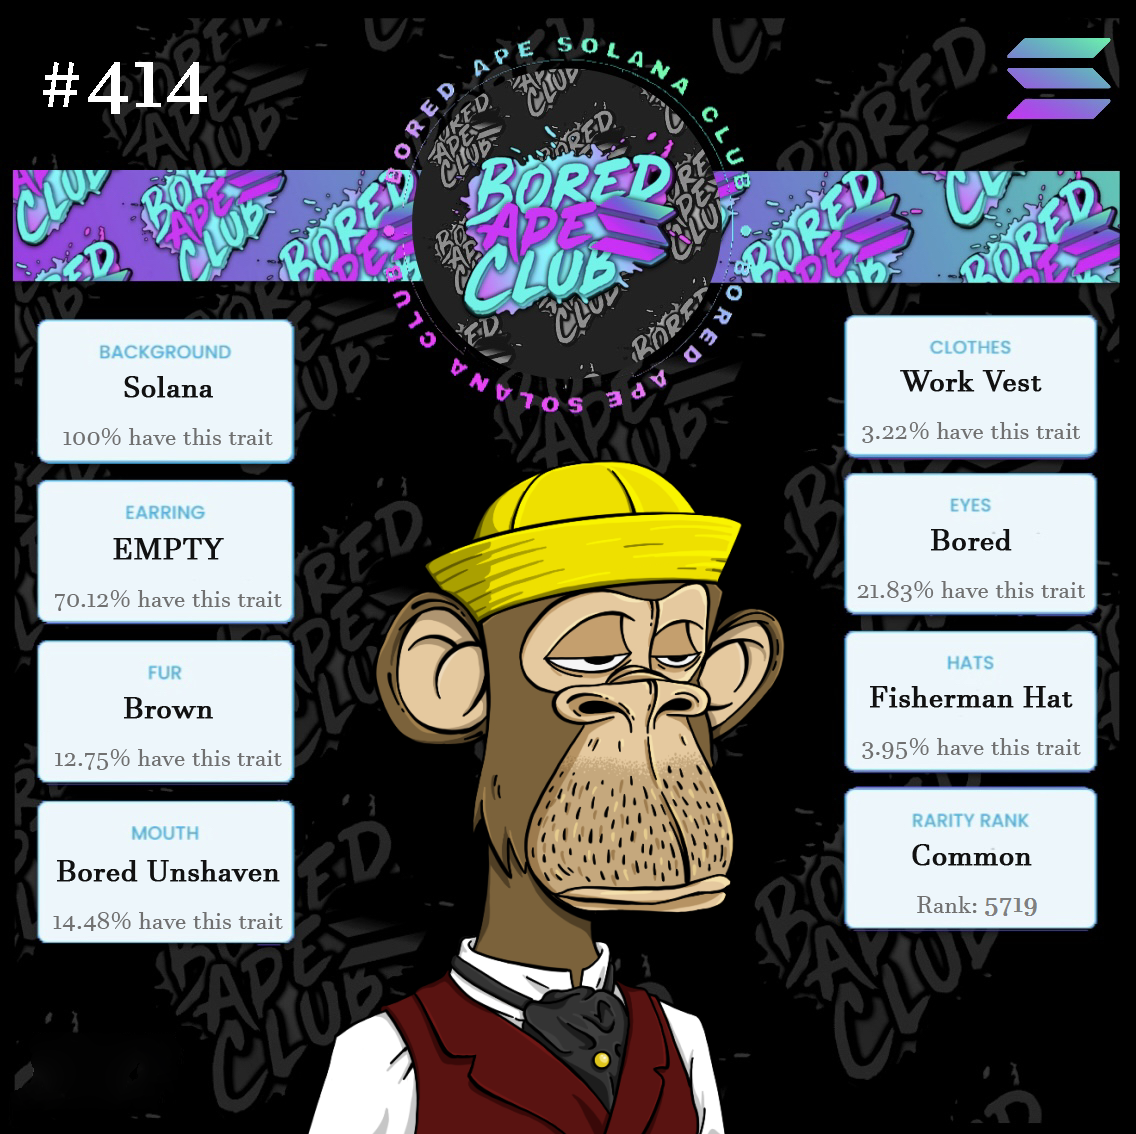 #414
BORED APE SOLANA CLUB
BORED APE SOLANA CLUB
BORED
APE
CLUB
BACKGROUND
Solana
100% have this trait
EARRING
EMPTY
70.12% have this trait
FUR
Brown
12.75% have this trait
MOUTH
Bored Unshaven
14.48% have this trait
CLOTHES
Work Vest
3.22% have this trait
EYES
Bored
21.83% have this trait
HATS
Fisherman Hat
3.95% have this trait
RARITY RANK
Common
Rank: 5719